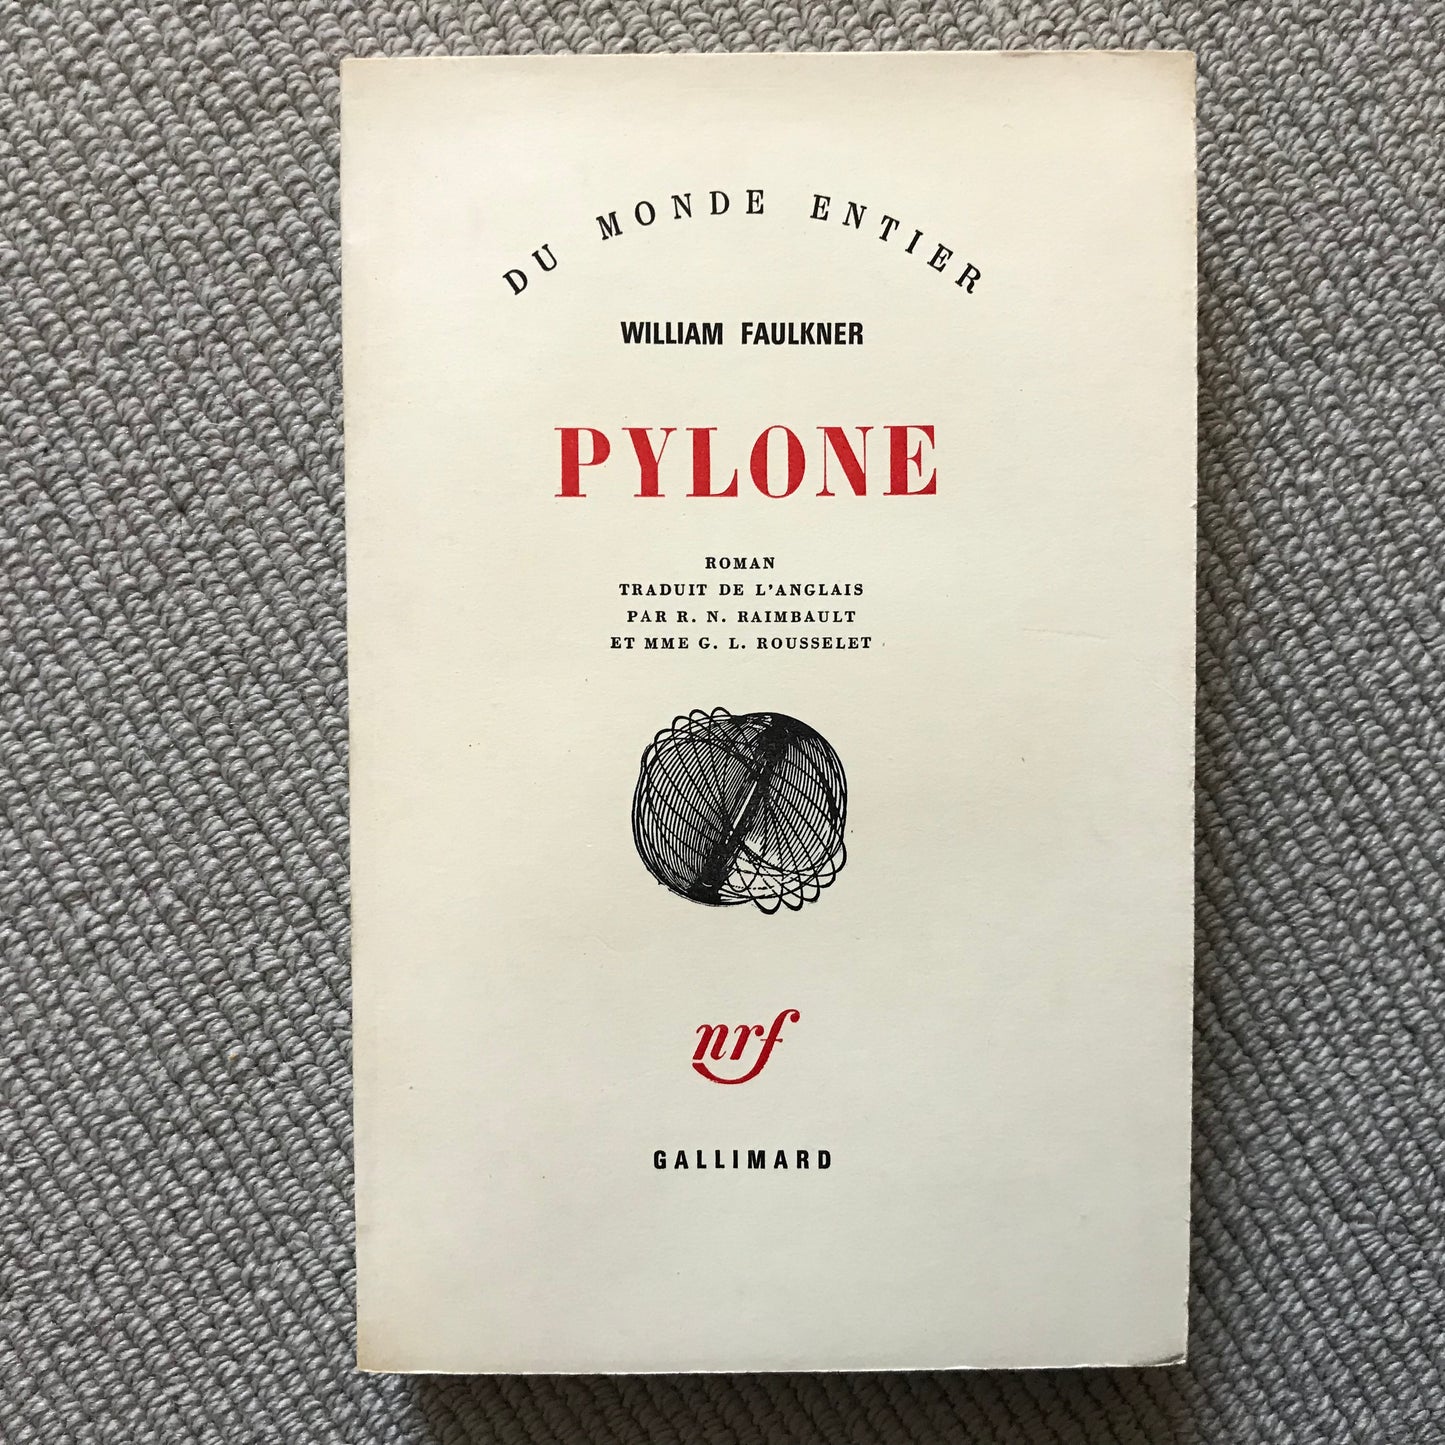 DU MONDE ENTIER
WILLIAM FAULKNER
PYLONE
ROMAN
TRADUIT DE L'ANGLAIS
PAR R. N. RAIMBAULT
ET MME G. L. ROUSSELET
nrf
GALLIMARD